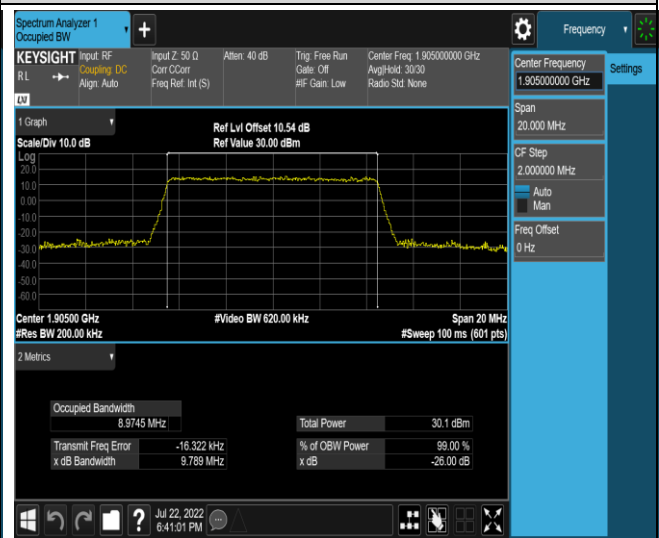 Spectrum Analyzer 1
Occupied BW
+
Frequency
KEYSIGHT
Input: RF
Input Z: 50 Ω
Atten: 40 dB
Trig: Free Run
Center Freq: 1.905000000 GHz
RL
Coupling: DC
Corr CCorr
Gate: Off
Avg|Hold: 30/30
Align: Auto
Freq Ref: Int (S)
#IF Gain: Low
Radio Std: None
LXI
Center Frequency
1.905000000 GHz
Settings
Span
20.000 MHz
CF Step
2.000000 MHz
Auto
Man
Freq Offset
0 Hz
1 Graph
Ref Lvl Offset 10.54 dB
Scale/Div 10.0 dB
Ref Value 30.00 dBm
Log
20.0
10.0
0.00
-10.0
-20.0
-30.0
-40.0
-50.0
-60.0
Center 1.90500 GHz
#Video BW 620.00 kHz
Span 20 MHz
#Res BW 200.00 kHz
#Sweep 100 ms (601 pts)
2 Metrics
Occupied Bandwidth
8.9745 MHz
Total Power 30.1 dBm
Transmit Freq Error -16.322 kHz
% of OBW Power 99.00 %
x dB Bandwidth 9.789 MHz
x dB -26.00 dB
?
Jul 22, 2022
6:41:01 PM